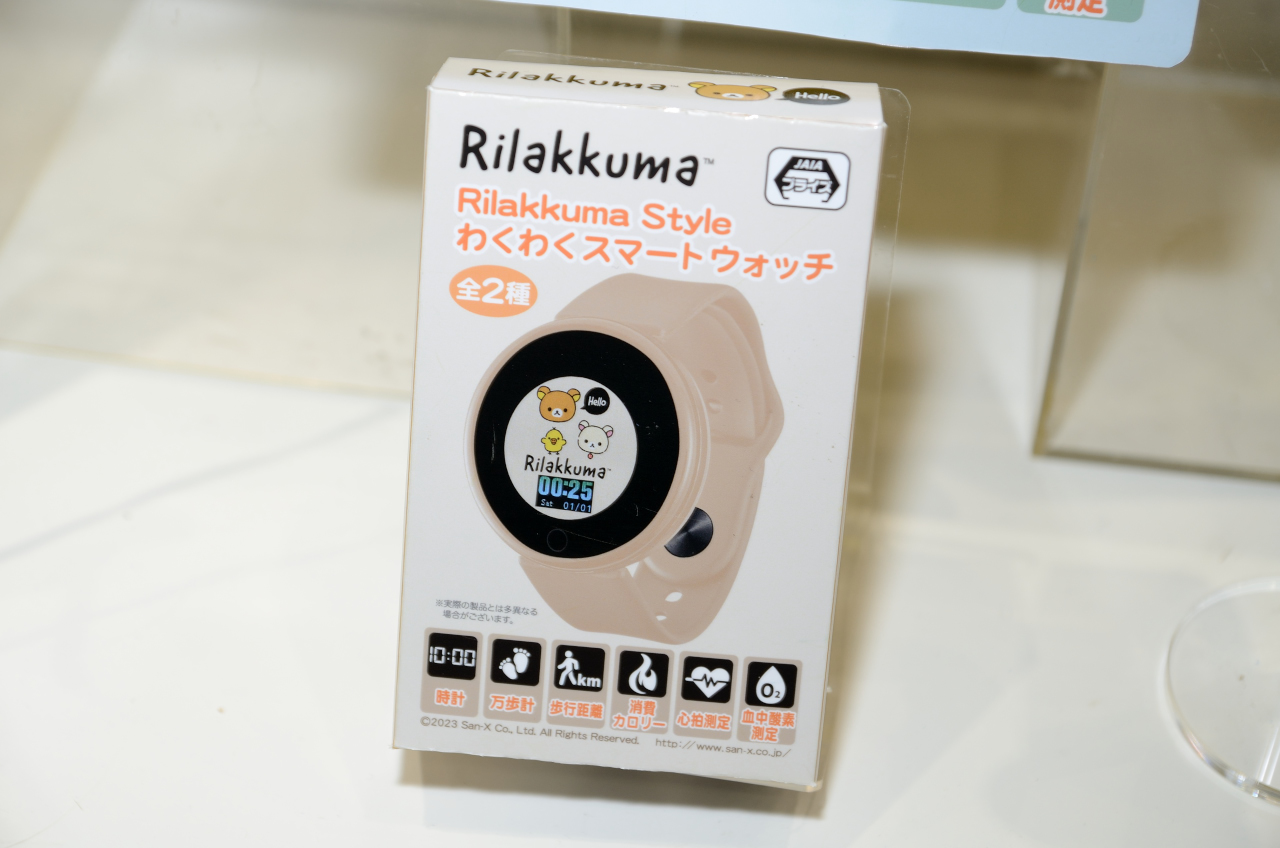 測定
Rilakkuma™
Hello
Rilakkuma™
JAIA
プライズ
Rilakkuma Style
わくわくスマートウォッチ
全2種
Hello
Rilakkuma™
00:25
Sat 01/01
※実際の製品とは多異なる
場合がございます。
10:00
km
O₂
時計
万歩計
歩行距離
消費
カロリー
心拍測定
血中酸素
測定
©2023 San-X Co., Ltd. All Rights Reserved.
http://www.san-x.co.jp/